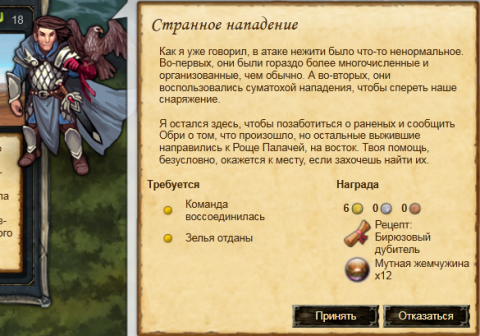 18
Странное нападение
Как я уже говорил, в атаке нежити было что-то ненормальное.
Во-первых, они были гораздо более многочисленные и
организованные, чем обычно. А во-вторых, они
воспользовались суматохой нападения, чтобы спереть наше
снаряжение.
Я остался здесь, чтобы позаботиться о раненых и сообщить
Обри о том, что произошло, но остальные выжившие
направились к Роще Палачей, на восток. Твоя помощь,
безусловно, окажется к месту, если захочешь найти их.
Требуется
Команда
воссоединилась
Зелья отданы
Награда
6 0 0
Рецепт:
Бирюзовый
дубитель
Мутная жемчужина
x12
Принять Отказаться